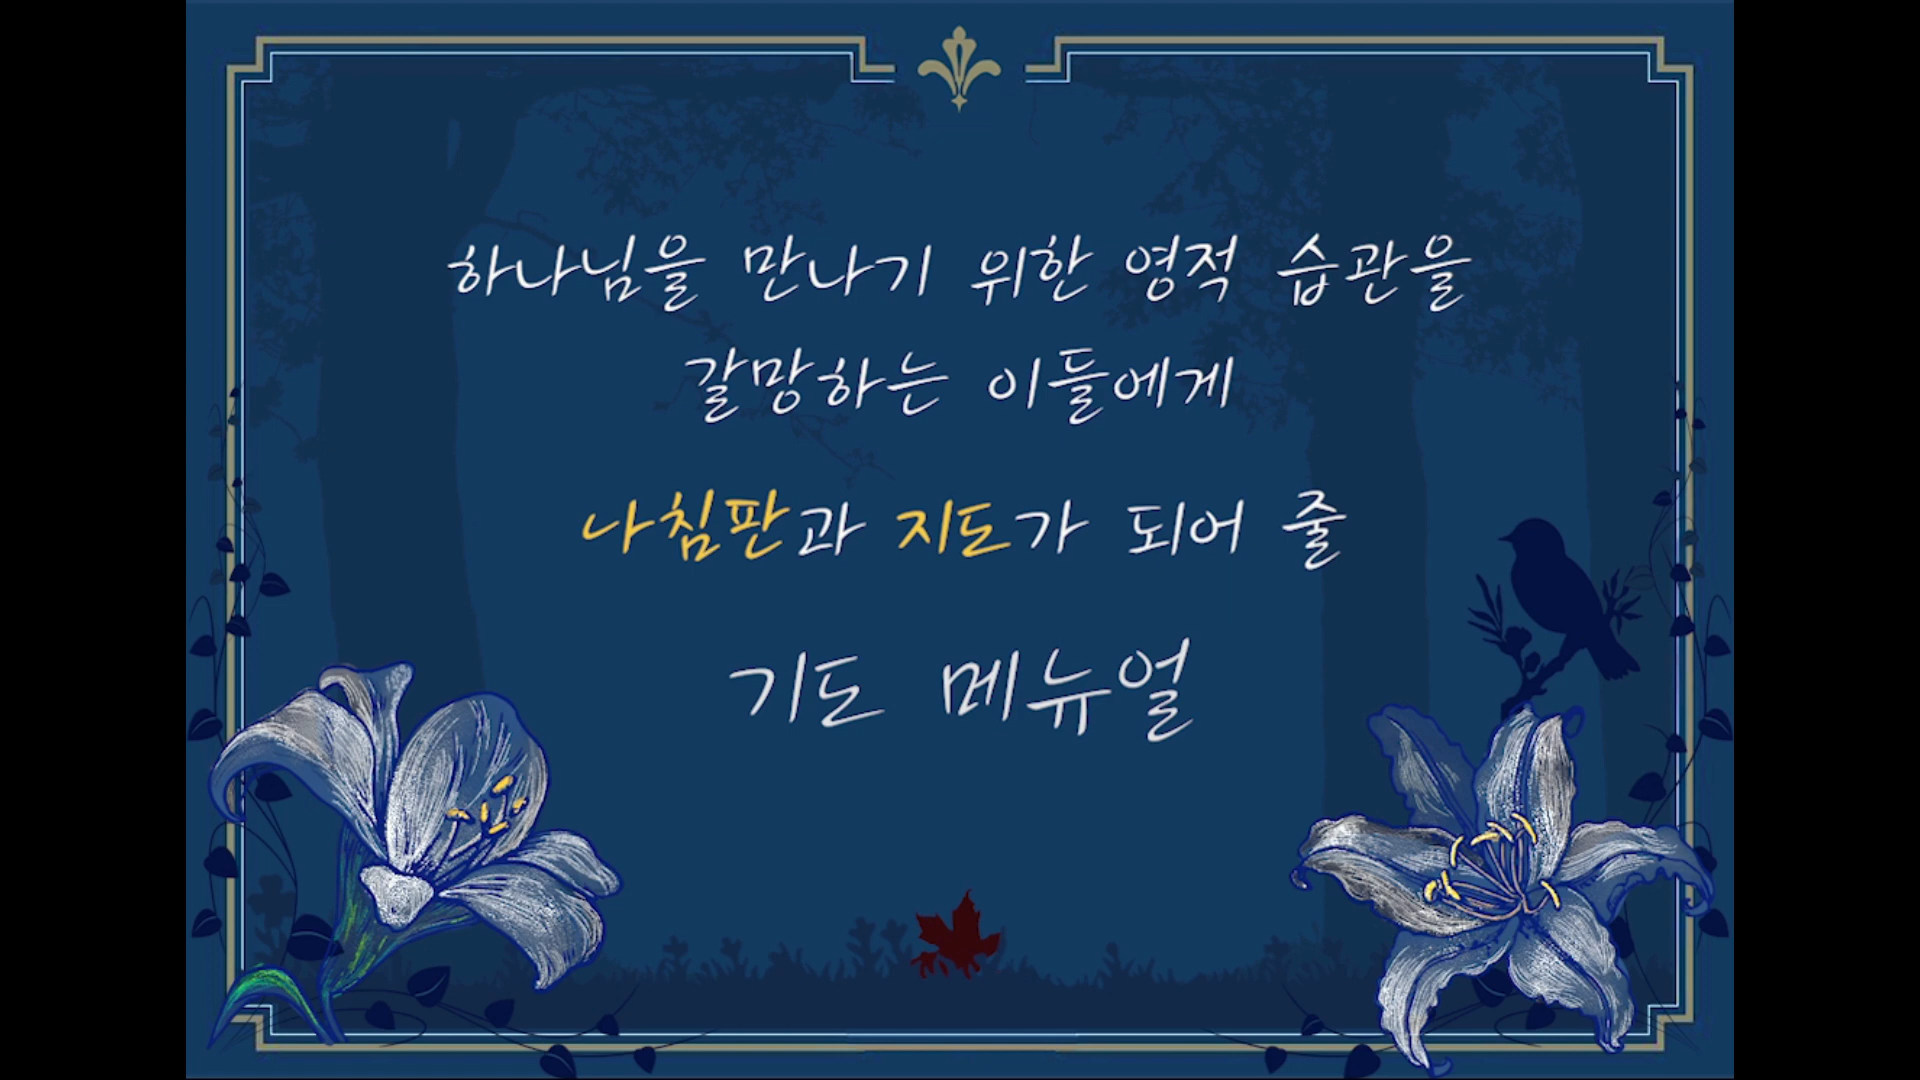 하나님을 만나기 위한 영적 습관을
갈망하는 이들에게
나침판과 지도가 되어 줄
기도 메뉴얼